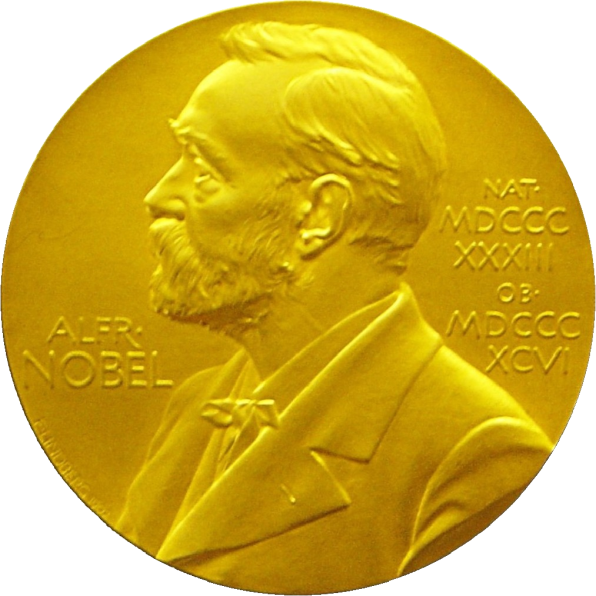 ALFR·
NOBEL
NAT·
MDCCC
XXXIII
OB·
MDCCC
XCVI